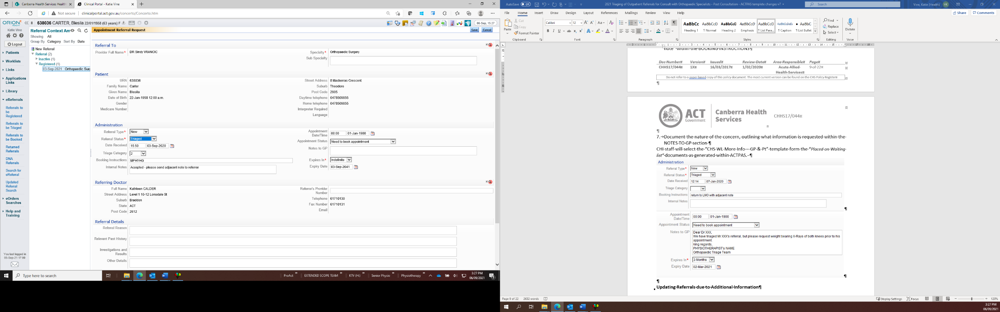 Canberra Health Services Health
Clinical Portal - Katie Vine
Not secure | clinicalportal.act.gov.au/concerto/Concerto.htm
ORION
HEALTH
638036 CARTER, Blesila 22/01/1958 (63 years) F
06-Sep, 15:27
Katie Vine
Logout
Patients
Worklists
Links
Applications
Links
Library
eReferrals
Referrals to
be
Registered
Referrals to
be Triaged
Referrals to
be Booked
Returned
Referrals
DNA
Referrals
Search for
eReferral
Updated
Referral
Search
eOrders
Searches
Help and
Training
You last logged in
05-Sep-21 17:00
Referral Context Am
Showing All
Group By Category Sort By Date
New Referral
Referral (2)
Inactive (1)
Registered (1)
03-Sep-2021 Orthopaedic Sur
Appointment Referral Request
Save Cancel
Referral To
Provider Full Name* DR Sindy VRANCIC
Specialty* Orthopaedic Surgery
Sub Specialty
Patient
URN 638036
Family Name Carter
Given Name Blesila
Date of Birth 22-Jan-1958 12:00 a.m.
Gender
Medicare Number
Street Address 8 Mackerras Crescent.
Suburb Theodore
Post Code 2905
Daytime telephone 0478509855
Home telephone 0478509855
Interpreter Required
Language
Administration
Referral Type* New
Referral Status* Triaged
Date Received 15:50 03-Sep-2020
Triage Category 2
Booking Instructions MPHYHG
Internal Notes Accepted - please send adjacent note to referrer
Appointment
Date/Time 00:00 01-Jan-1900
Appointment Status Need to book appointment
Notes to GP
Expires In* Indefinite
Expiry Date 03-Sep-2041
Referring Doctor
Full Name Kathleen CALDER
Street Address Level 1 10-12 Lonsdale St
Suburb Braddon
State ACT
Post Code 2612
Referrer's Provider
Number
Telephone 61710130
Fax Number 61710131
Email
Referral Details
Referral Reason
Relevant Past History
Investigations and
Results
Other Details
Type here to search
ProAct
EXTENDED SCOPE TEAM
KTV (H:)
Senior Physio
Physiotherapy
3:27 PM
06/09/2021
AutoSave Off
2021 Triaging of Outpatient Referrals for Consult with Orthopaedic Specialists - Post Consultation - ACTPAS templete changes v7
Search
Vine, Katie (Health) VK
File Home Insert Draw Design Layout References Mailings Review View Help
Share Comments
Paste
Cut
Copy
Format Painter
Clipboard
Calibri 12
Font
Paragraph
AaBbCc AaBbCcD AaBbCcD AaBbCcD AaBbCcD AaBbCcDdEe AaBbC
Heading 1 ¶ Normal Heading 2 Emphasis ¶ List Para... ¶ Caption ¶ List Bullet
Styles
Find
Replace
Select
Editing
Dictate
Voice
note" within the BOOKING INSTRUCTIONS¶
Doc Number Version Issued Review Date Area Responsible Page
CHHS17/044 1X 16/03/2017 1/02/2020 Acute Allied 9 of 22
Health Services
Do not refer to a paper based copy of this policy document. The most current version can be found on the CHS Policy Register
¶
ACT
Government
Canberra Health
Services
CHHS17/044
¶
7.→Document the nature of the concern, outlining what information is requested within the
NOTES TO GP section ¶
CHI staff will select the "CHS WL More Info – GP & Pt" template form the "Placed on Waiting
list" documents as generated within ACTPAS. ¶
Administration
Referral Type* New
Referral Status* Triaged
Date Received 12:14 07-Jan-2020
Triage Category
Booking Instructions return to LMO with adjacent note
Internal Notes
¶
Appointment
Date/Time 00:00 01-Jan-1900
Appointment Status Need to book appointment
Notes to GP Dear Dr XXX,
We have triaged Mr XXX's referral, but please request weight bearing X-Rays of both knees prior to his
appointment.
king regards,
PHYSIOTHERAPIST's NAME
Orthopaedic Triage Team
Expires In* 3 Months
Expiry Date 02-Mar-2021
¶
¶
Updating Referrals due to Additional Information¶
Page 9 of 22 2632 words
Display Settings Focus 120%
3:27 PM
06/09/2021